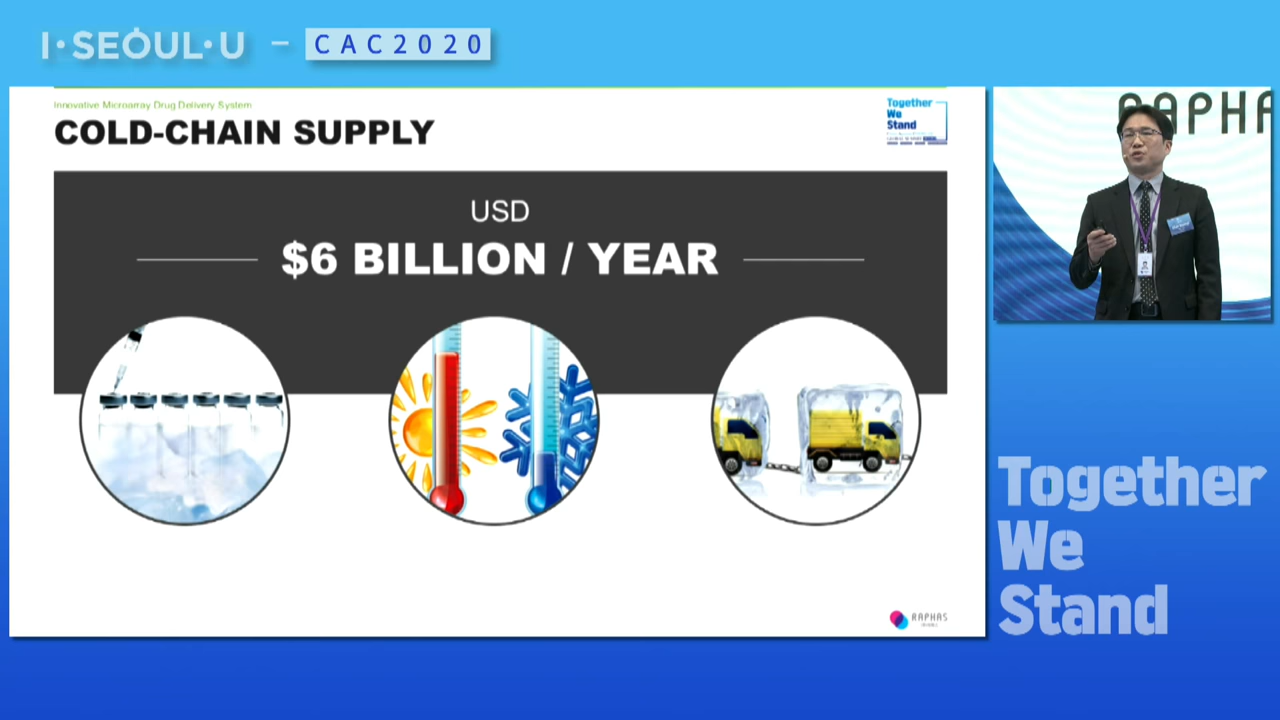 I·SEOUL·U – CAC2020
Innovative Microarray Drug Delivery System
COLD-CHAIN SUPPLY
Together
We
Stand
USD
$6 BILLION / YEAR
RAPHAS
RAPHA
Together
We
Stand